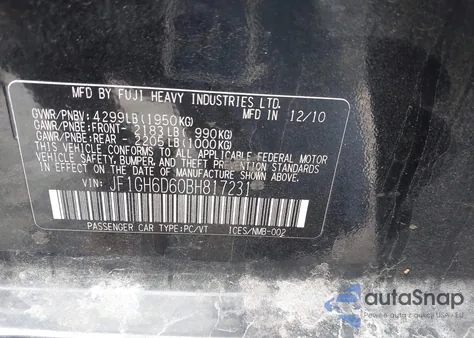 MFD BY FUJI HEAVY INDUSTRIES LTD.
GVWR/PNBV: 4299LB(1950KG) MFD IN 12/10
GAWR/PNBE:FRONT- 2183LB( 990KG)
GAWR/PNBE:REAR - 2205LB(1000KG)
THIS VEHICLE CONFORMS TO ALL APPLICABLE FEDERAL MOTOR
VEHICLE SAFETY, BUMPER, AND THEFT PREVENTION STANDARDS
IN EFFECT ON THE DATE OF MANUFACTURE SHOWN ABOVE.
VIN: JF1GH6D60BH817231
PASSENGER CAR TYPE:PC/VT ICES/NMB-002
autoSnap